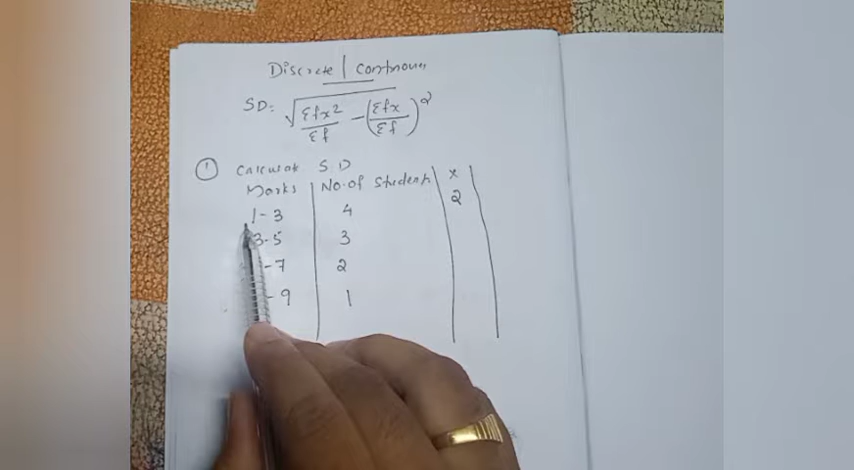 Discrete | Continous
SD: √ Σfx2 / Σf - (Σfx / Σf)2
1 Calculate SD
Marks No. of Students x
1-3 4 2
3-5 3
-7 2
-9 1